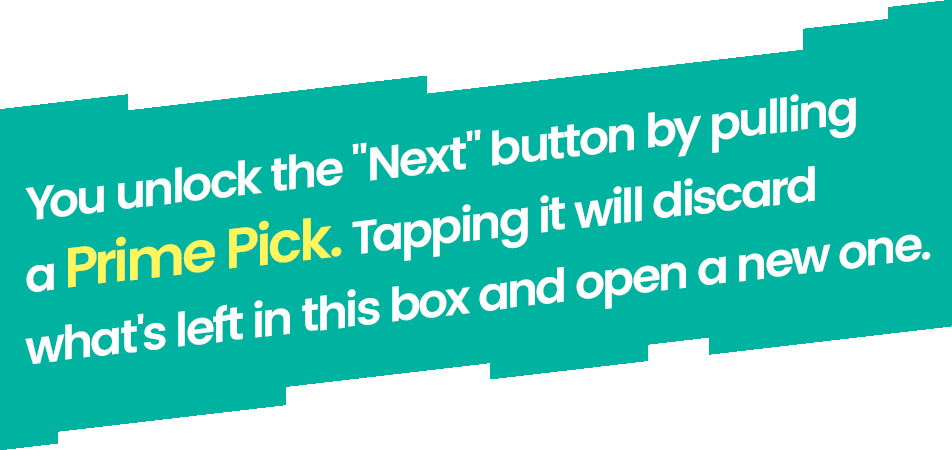 You unlock the "Next" button by pulling
a Prime Pick. Tapping it will discard
what's left in this box and open a new one.